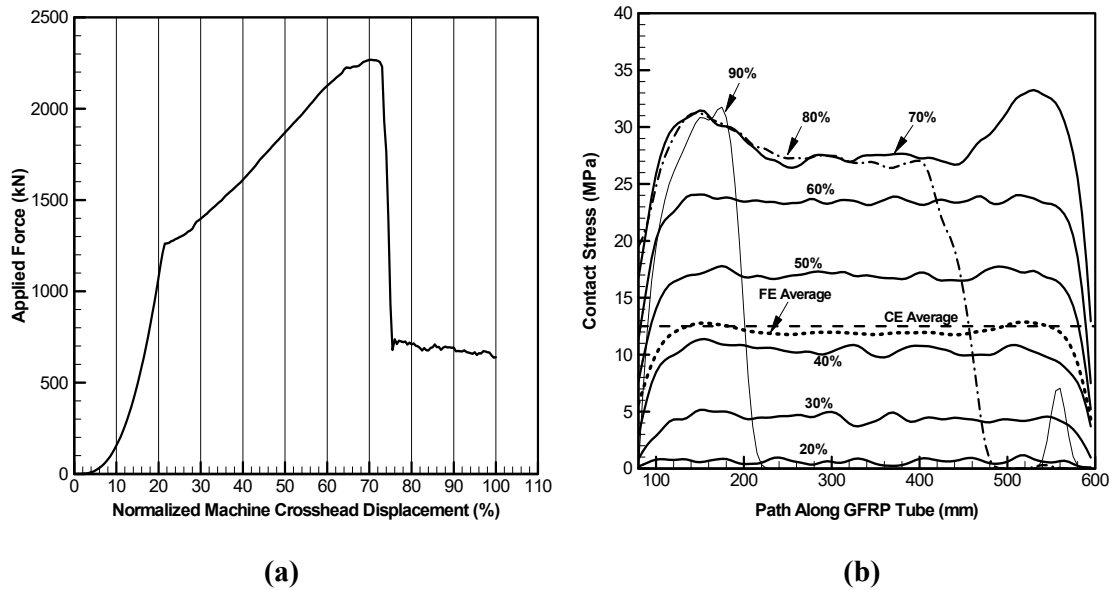 2500
2000
1500
1000
500
0
0 10 20 30 40 50 60 70 80 90 100 110
Applied Force (kN)
Normalized Machine Crosshead Displacement (%)
(a)
40
35
30
25
20
15
10
5
0
100 200 300 400 500 600
Contact Stress (MPa)
Path Along GFRP Tube (mm)
90%
80%
70%
60%
50%
FE Average
CE Average
40%
30%
20%
(b)